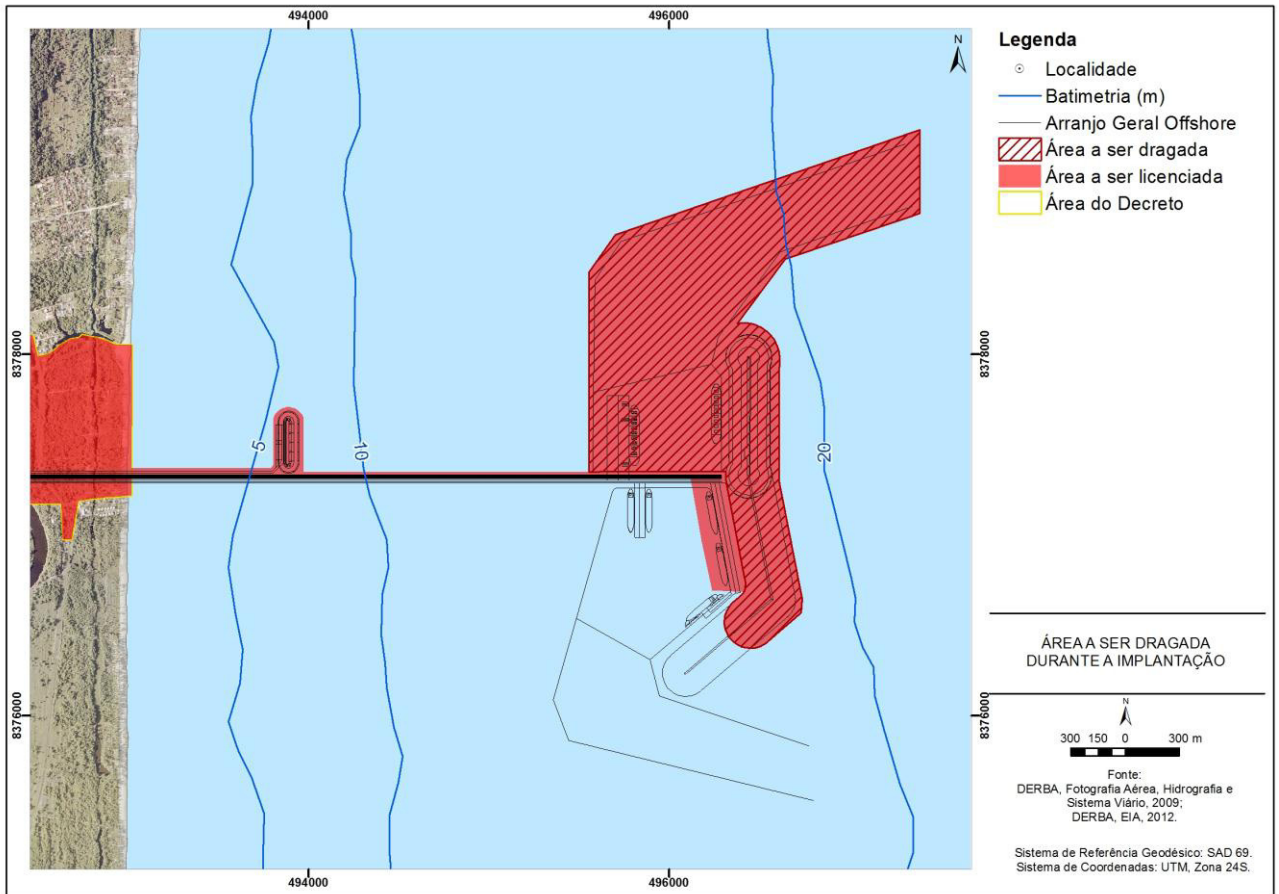 494000
496000
8378000
8376000
5
10
20
8378000
8376000
494000
496000
N
Legenda
Localidade
Batimetria (m)
Arranjo Geral Offshore
Área a ser dragada
Área a ser licenciada
Área do Decreto
ÁREA A SER DRAGADA
DURANTE A IMPLANTAÇÃO
N
300 150 0 300 m
Fonte:
DERBA, Fotografia Aérea, Hidrografia e
Sistema Viário, 2009;
DERBA, EIA, 2012.
Sistema de Referência Geodésico: SAD 69.
Sistema de Coordenadas: UTM, Zona 24S.